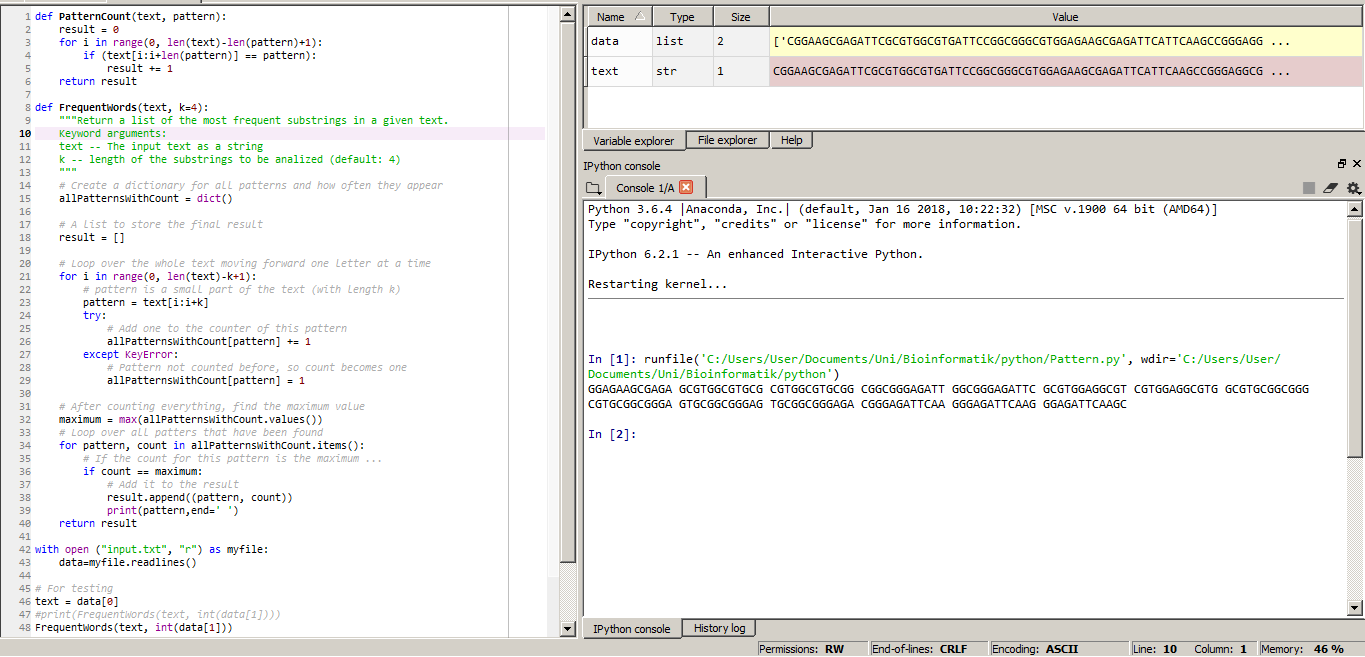 1 def PatternCount(text, pattern):
2     result = 0
3     for i in range(0, len(text)-len(pattern)+1):
4         if (text[i:i+len(pattern)] == pattern):
5             result += 1
6     return result
7
8 def FrequentWords(text, k=4):
9     """Return a list of the most frequent substrings in a given text.
10     Keyword arguments:
11     text -- The input text as a string
12     k -- length of the substrings to be analized (default: 4)
13     """
14     # Create a dictionary for all patterns and how often they appear
15     allPatternsWithCount = dict()
16
17     # A list to store the final result
18     result = []
19
20     # Loop over the whole text moving forward one letter at a time
21     for i in range(0, len(text)-k+1):
22         # pattern is a small part of the text (with length k)
23         pattern = text[i:i+k]
24         try:
25             # Add one to the counter of this pattern
26             allPatternsWithCount[pattern] += 1
27         except KeyError:
28             # Pattern not counted before, so count becomes one
29             allPatternsWithCount[pattern] = 1
30
31     # After counting everything, find the maximum value
32     maximum = max(allPatternsWithCount.values())
33     # Loop over all patters that have been found
34     for pattern, count in allPatternsWithCount.items():
35         # If the count for this pattern is the maximum ...
36         if count == maximum:
37             # Add it to the result
38             result.append((pattern, count))
39             print(pattern,end=' ')
40     return result
41
42 with open ("input.txt", "r") as myfile:
43     data=myfile.readlines()
44
45 # For testing
46 text = data[0]
47 #print(FrequentWords(text, int(data[1])))
48 FrequentWords(text, int(data[1]))
Name Type Size Value
data list 2 ['CGGAAGCGAGATTCGCGTGGCGTGATTCCGGCGGGCGTGGAGAAGCGAGATTCATTCAAGCCGGGAGG ...
text str 1 CGGAAGCGAGATTCGCGTGGCGTGATTCCGGCGGGCGTGGAGAAGCGAGATTCATTCAAGCCGGGAGGCG ...
Variable explorer File explorer Help
IPython console
Console 1/A
Python 3.6.4 |Anaconda, Inc.| (default, Jan 16 2018, 10:22:32) [MSC v.1900 64 bit (AMD64)]
Type "copyright", "credits" or "license" for more information.
IPython 6.2.1 -- An enhanced Interactive Python.
Restarting kernel...
In [1]: runfile('C:/Users/User/Documents/Uni/Bioinformatik/python/Pattern.py', wdir='C:/Users/User/
Documents/Uni/Bioinformatik/python')
GGAGAAGCGAGA GCGTGGCGTGCG CGTGGCGTGCGG CGGCGGGAGATT GGCGGGAGATTC GCGTGGAGGCGT CGTGGAGGCGTG GCGTGCGGCGGG
CGTGCGGCGGGA GTGCGGCGGGAG TGCGGCGGGAGA CGGGAGATTCAA GGGAGATTCAAG GGAGATTCAAGC
In [2]:
IPython console History log
Permissions: RW End-of-lines: CRLF Encoding: ASCII Line: 10 Column: 1 Memory: 46 %